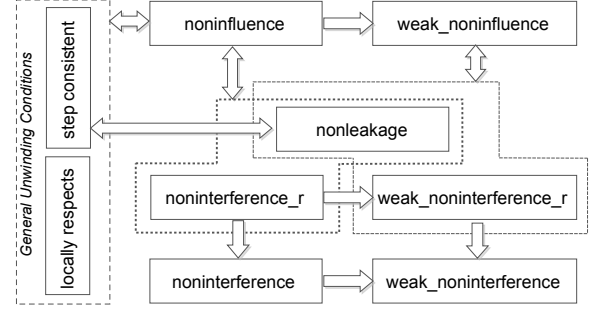 General Unwinding Conditions
step consistent
locally respects
noninfluence
weak_noninfluence
nonleakage
noninterference_r
weak_noninterference_r
noninterference
weak_noninterference